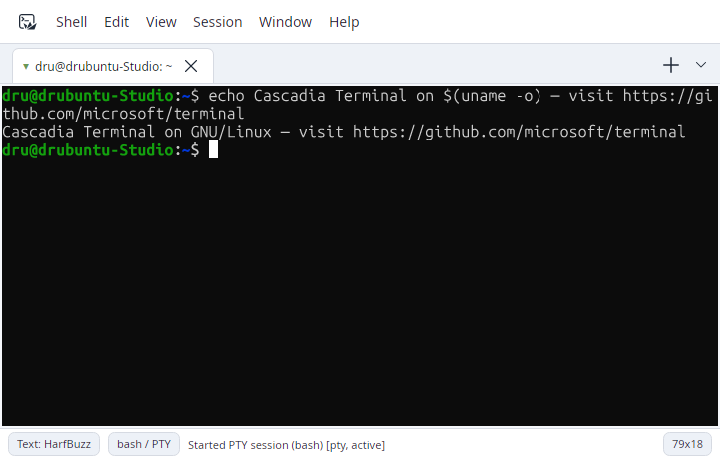 Shell Edit View Session Window Help
dru@drubuntu-Studio: ~
dru@drubuntu-Studio:~$ echo Cascadia Terminal on $(uname -o) — visit https://gi
thub.com/microsoft/terminal
Cascadia Terminal on GNU/Linux — visit https://github.com/microsoft/terminal
dru@drubuntu-Studio:~$
Text: HarfBuzz bash / PTY Started PTY session (bash) [pty, active] 79x18